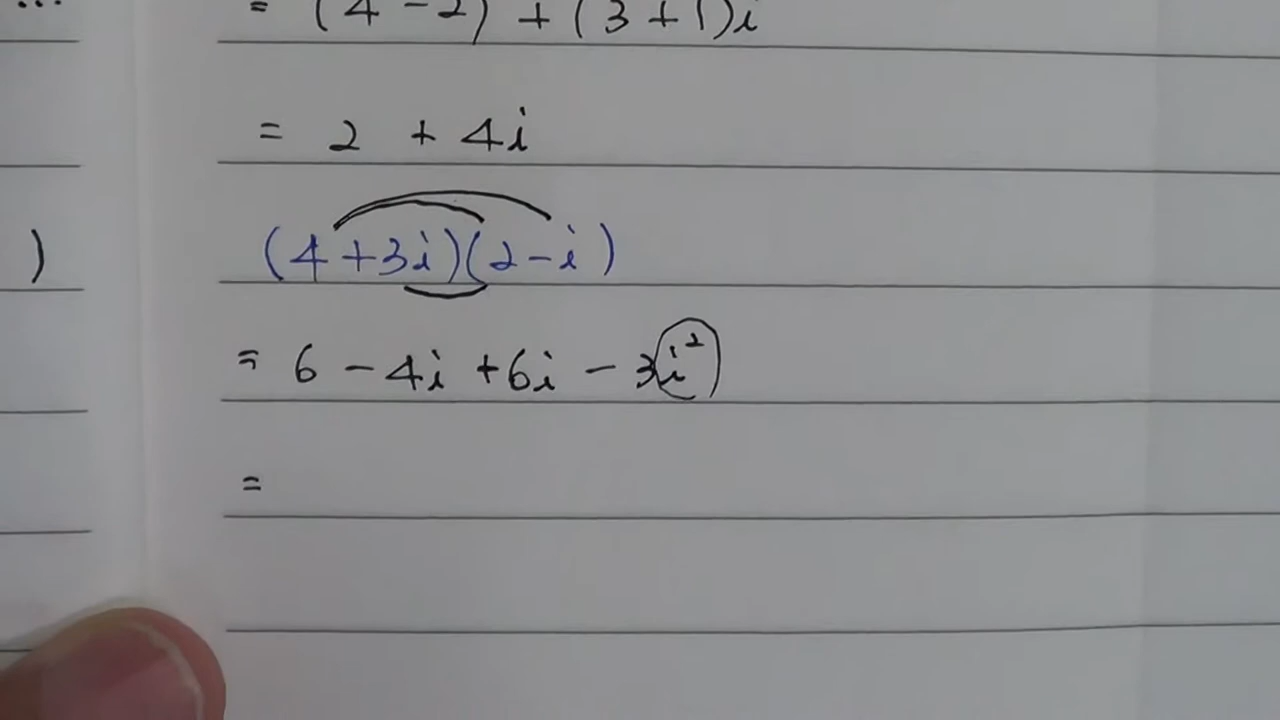 ...
= (4 - 2) + (3 + 1)i
= 2 + 4i
)
(4 + 3i)(2 - i)
= 6 - 4i + 6i - 3i²
=